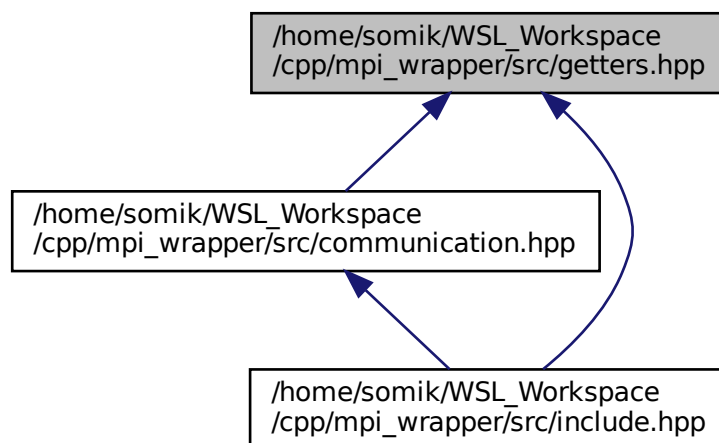 /home/somik/WSL_Workspace
/cpp/mpi_wrapper/src/getters.hpp
/home/somik/WSL_Workspace
/cpp/mpi_wrapper/src/communication.hpp
/home/somik/WSL_Workspace
/cpp/mpi_wrapper/src/include.hpp